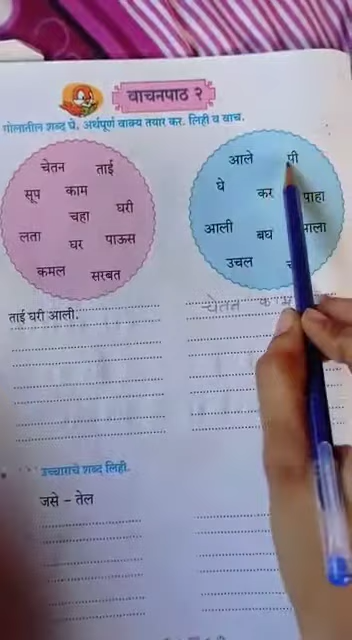 वाचनपाठ २
गोलातील शब्द घे. अर्थपूर्ण वाक्य तयार कर. लिही व वाच.
चेतन ताई
सूप काम
चहा घरी
लता घर पाऊस
कमल सरबत
आले पी
घे कर पाहा
आली बघ
उचल
ताई घरी आली.
चेतन काम
उच्चाराचे शब्द लिही.
जसे – तेल